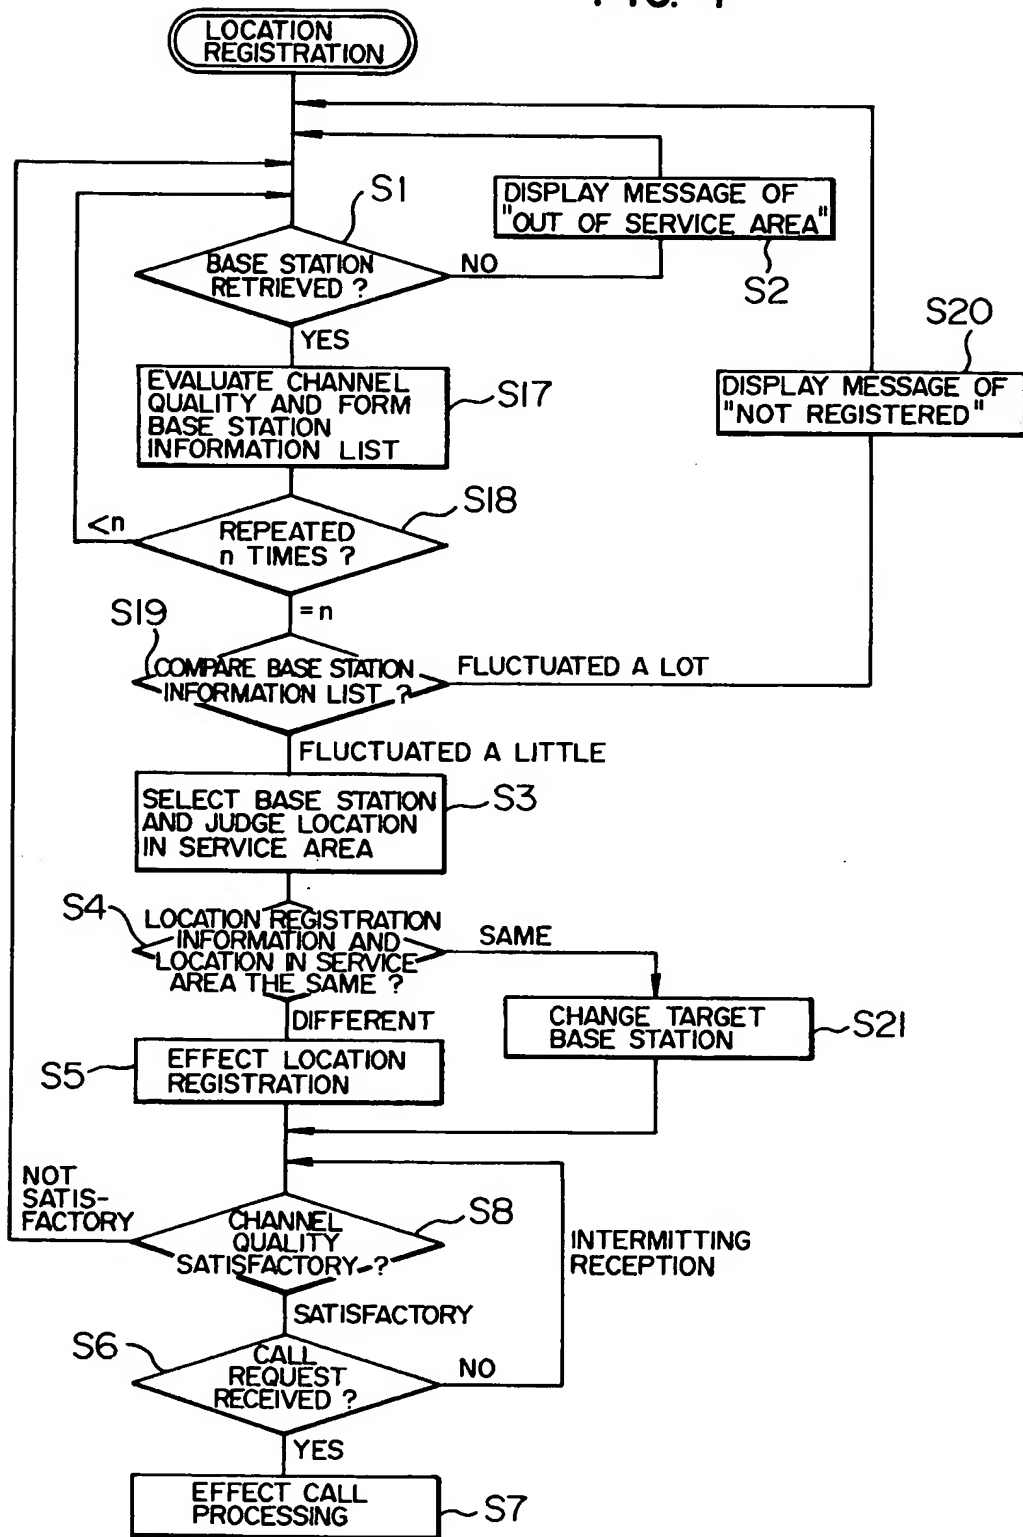 LOCATION
REGISTRATION
S1
DISPLAY MESSAGE OF
"OUT OF SERVICE AREA"
BASE STATION
RETRIEVED ?
NO
S2
S20
YES
EVALUATE CHANNEL
QUALITY AND FORM
BASE STATION
INFORMATION LIST
S17
DISPLAY MESSAGE OF
"NOT REGISTERED"
S18
<n
REPEATED
n TIMES ?
=n
S19
COMPARE BASE STATION
INFORMATION LIST ?
FLUCTUATED A LOT
FLUCTUATED A LITTLE
SELECT BASE STATION
AND JUDGE LOCATION
IN SERVICE AREA
S3
S4
LOCATION REGISTRATION
INFORMATION AND
LOCATION IN SERVICE
AREA THE SAME ?
SAME
DIFFERENT
CHANGE TARGET
BASE STATION
S21
S5
EFFECT LOCATION
REGISTRATION
NOT
SATIS-
FACTORY
S8
CHANNEL
QUALITY
SATISFACTORY ?
INTERMITTING
RECEPTION
SATISFACTORY
S6
CALL
REQUEST
RECEIVED ?
NO
YES
EFFECT CALL
PROCESSING
S7